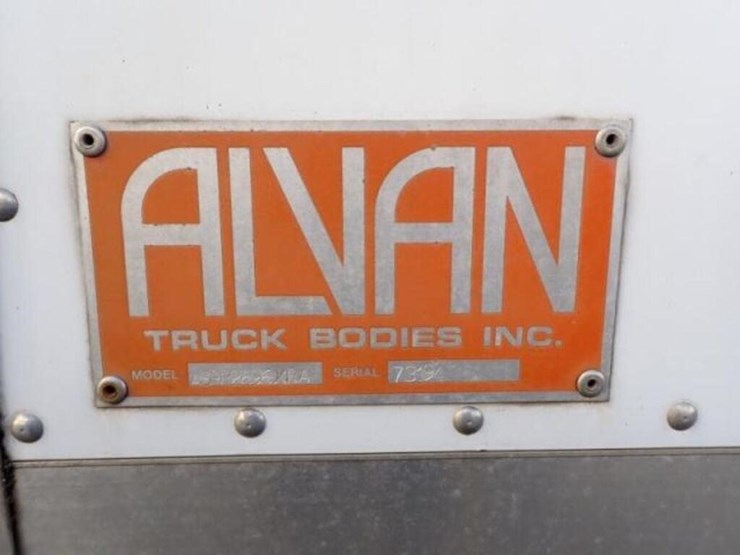 ALVAN
TRUCK BODIES INC.
MODEL SERIAL